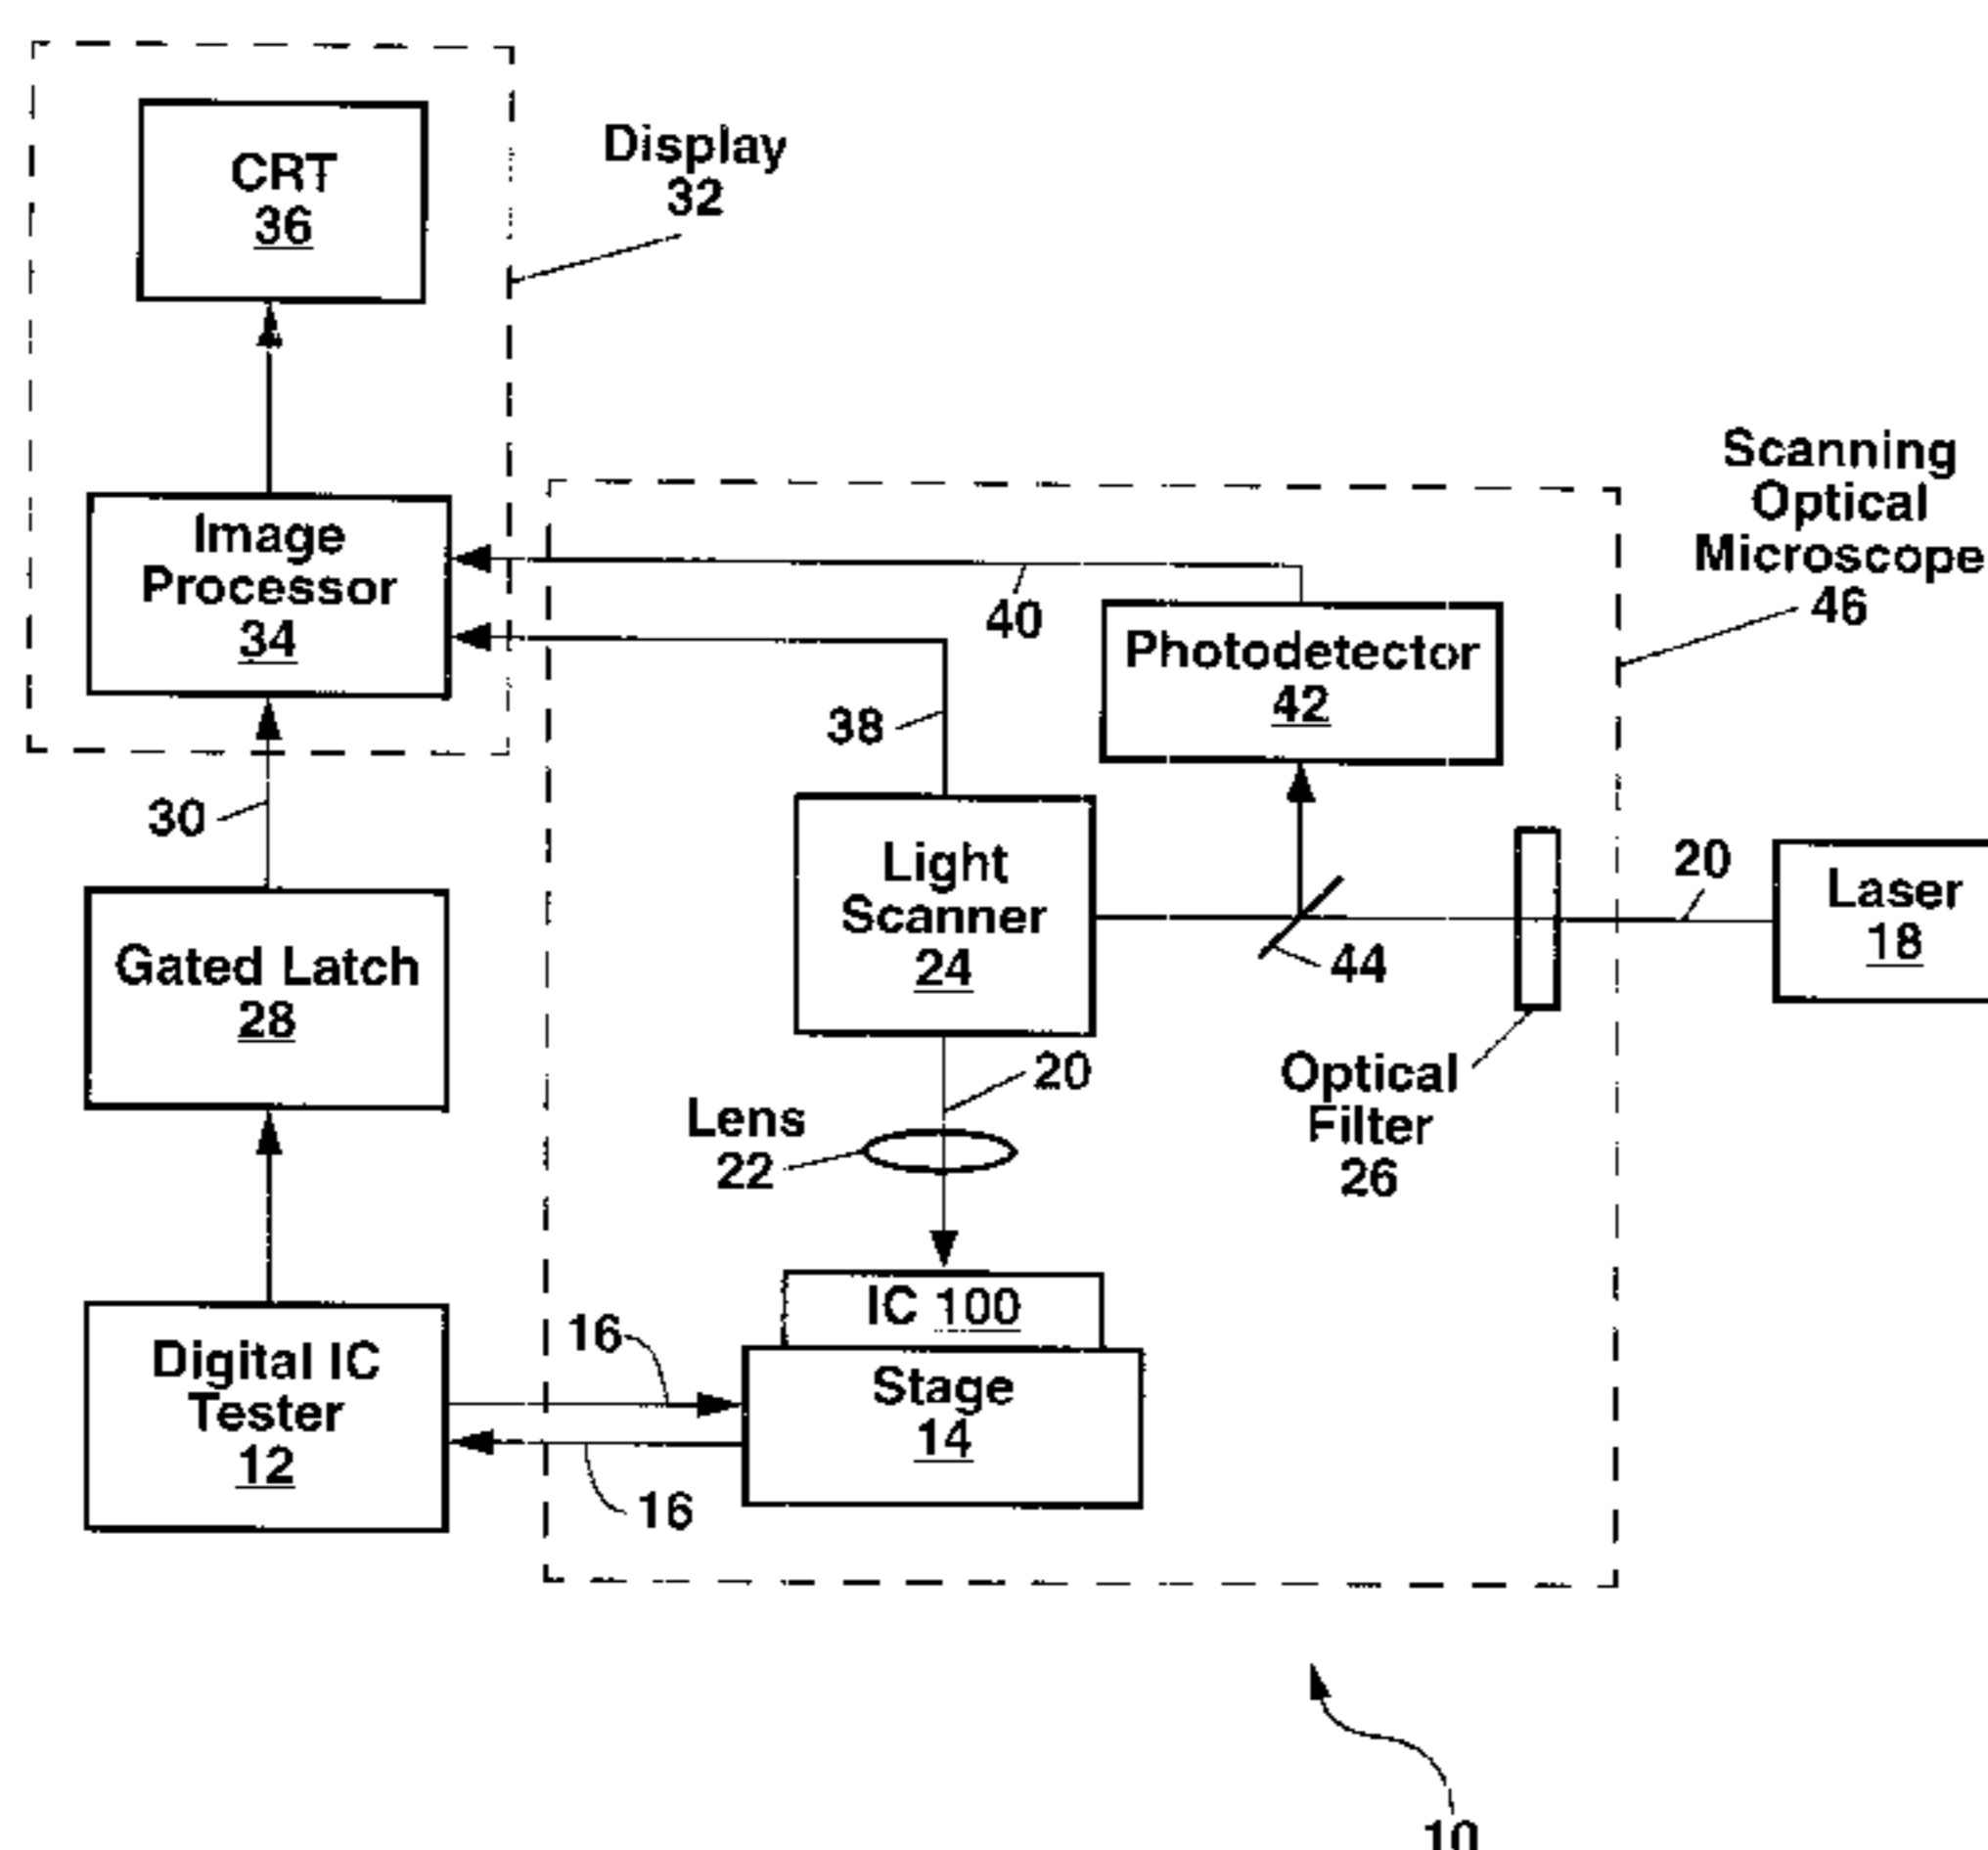 CRT
36
Display
32
Scanning
Optical
Microscope
46
Image
Processor
34
40
Photodetector
42
38
30
Light
Scanner
24
20
Laser
18
44
Gated Latch
28
20
Optical
Filter
26
Lens
22
IC 100
16
Digital IC
Tester
12
Stage
14
16
10